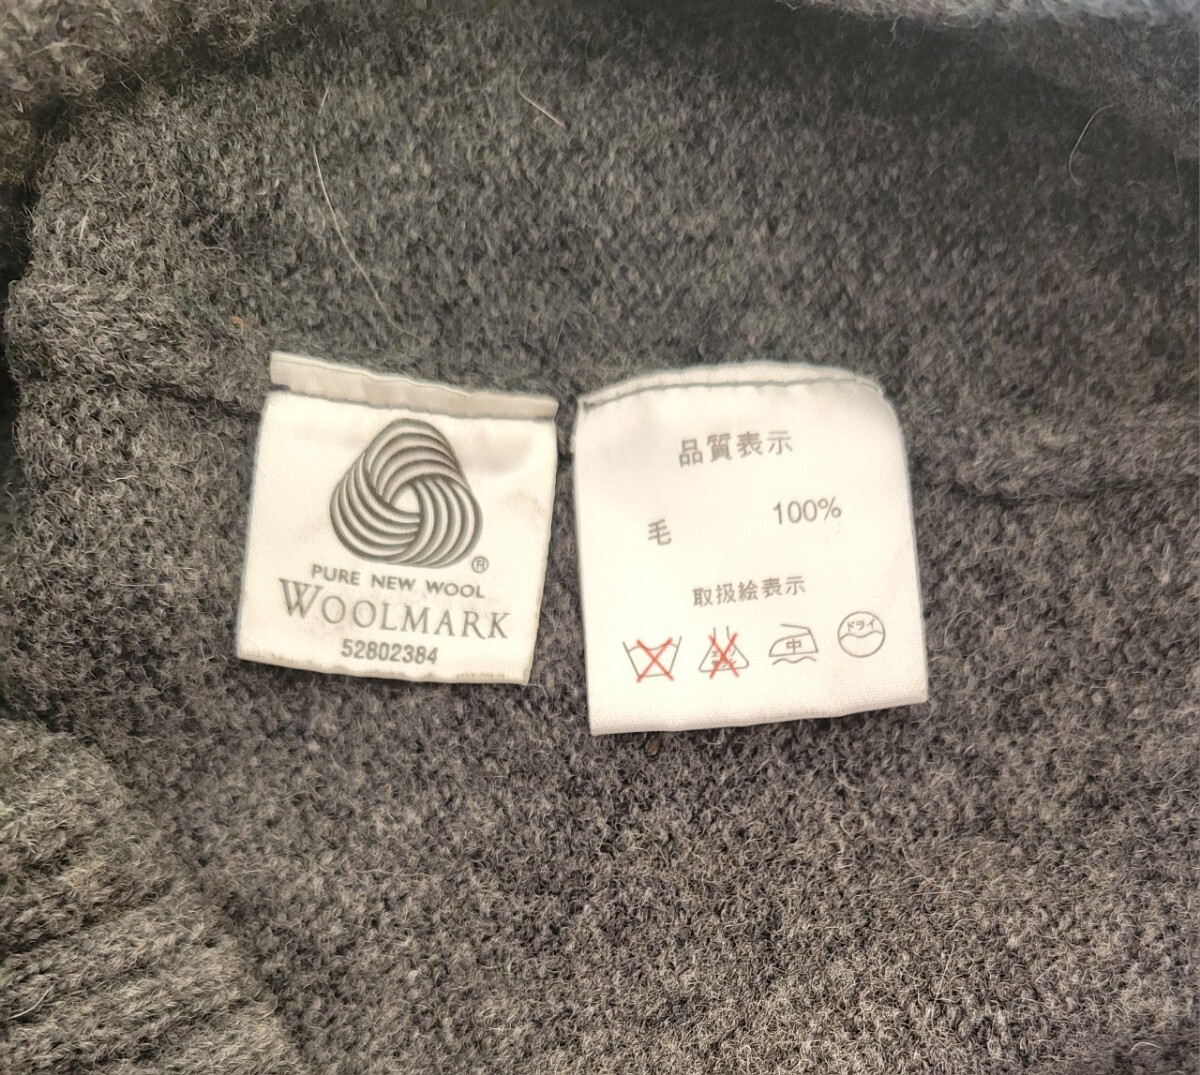 ®
PURE NEW WOOL
WOOLMARK
52802384
品質表示
毛 100%
取扱絵表示
中 ドライ